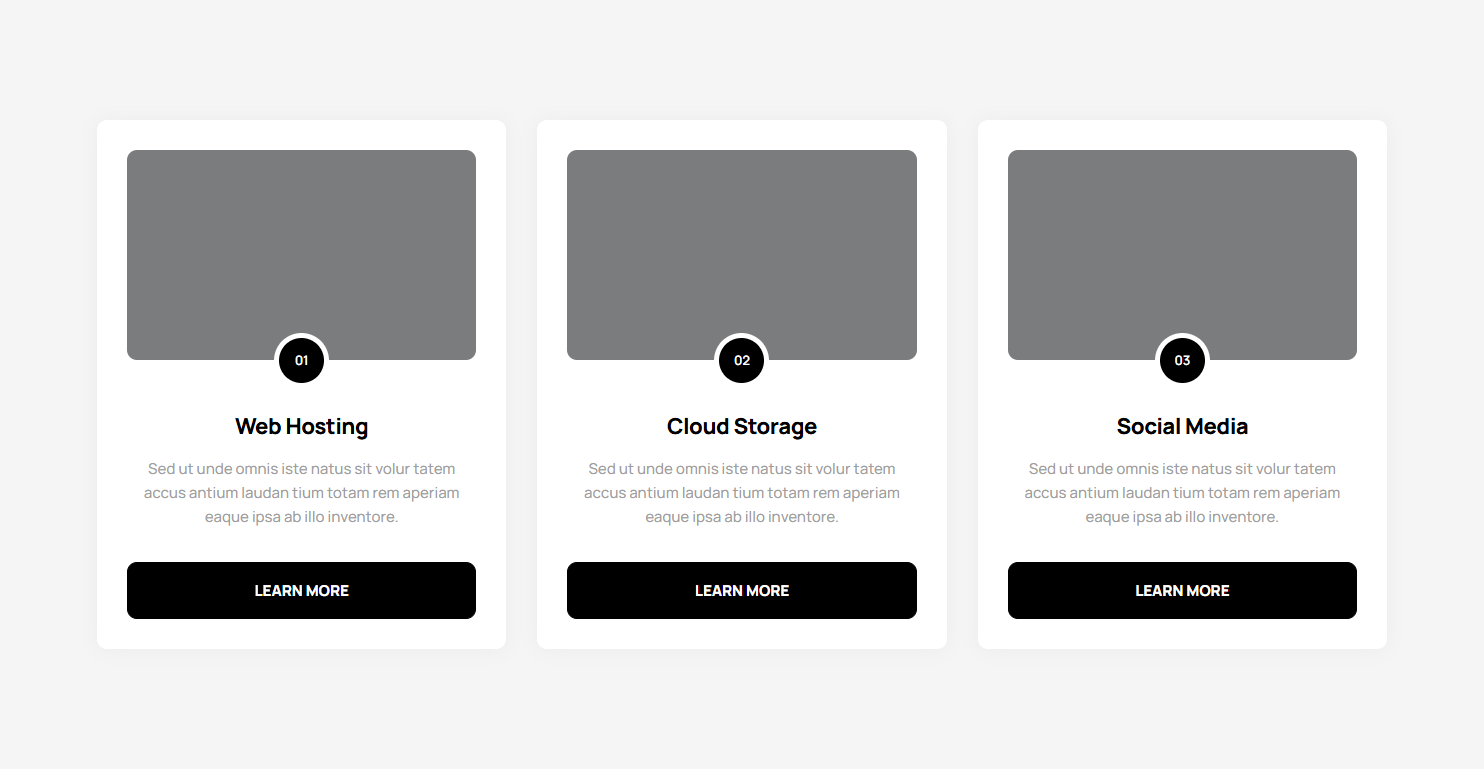 01
Web Hosting
Sed ut unde omnis iste natus sit volur tatem
accus antium laudan tium totam rem aperiam
eaque ipsa ab illo inventore.
LEARN MORE
02
Cloud Storage
Sed ut unde omnis iste natus sit volur tatem
accus antium laudan tium totam rem aperiam
eaque ipsa ab illo inventore.
LEARN MORE
03
Social Media
Sed ut unde omnis iste natus sit volur tatem
accus antium laudan tium totam rem aperiam
eaque ipsa ab illo inventore.
LEARN MORE